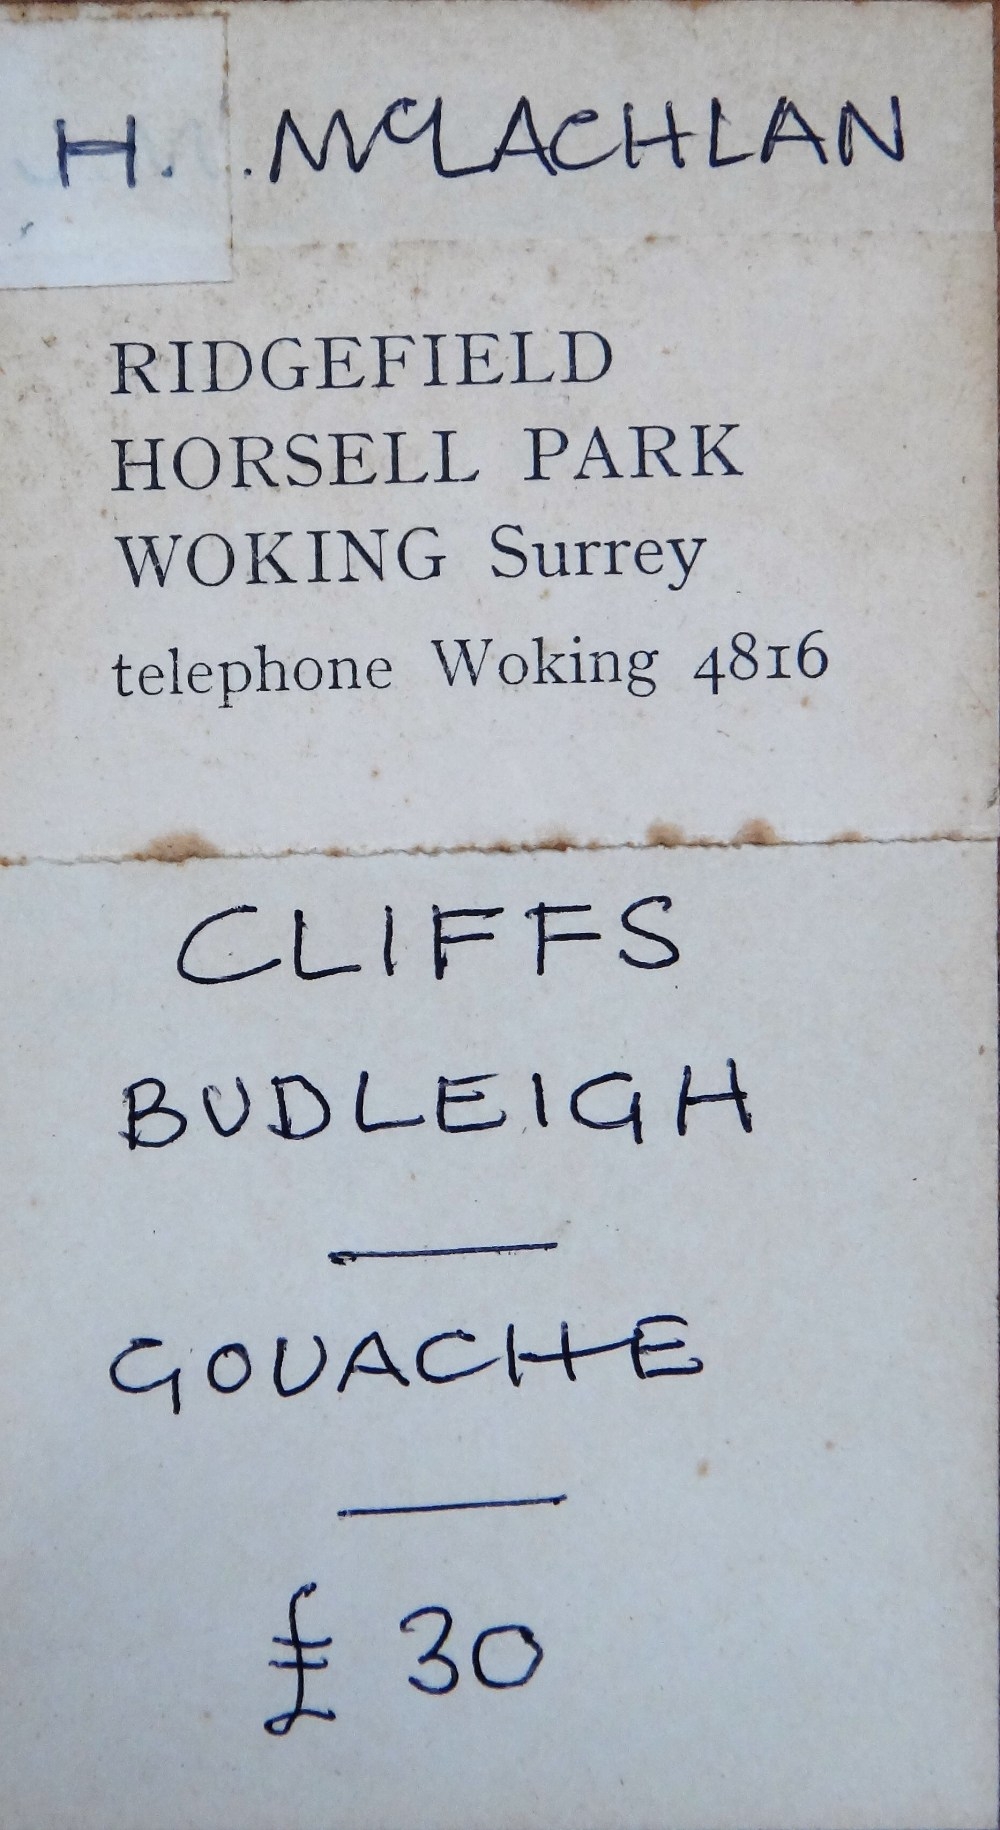 H. . McLACHLAN
RIDGEFIELD
HORSELL PARK
WOKING Surrey
telephone Woking 4816
CLIFFS
BUDLEIGH
GOUACHE
£ 30